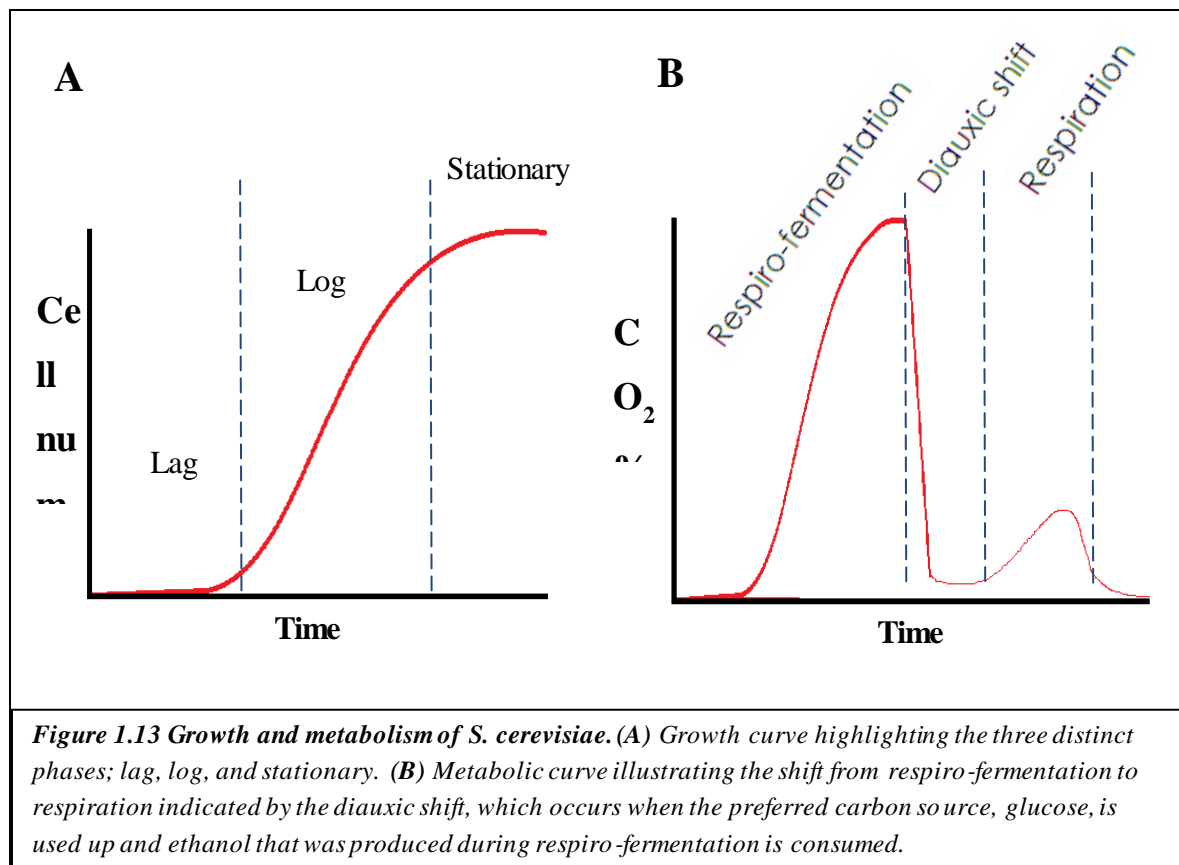 A
B
Respiro-fermentation
Diauxic shift
Respiration
Stationary
Log
Lag
Ce
ll
nu
m
Time
C
O₂
%
Time
Figure 1.13 Growth and metabolism of S. cerevisiae. (A) Growth curve highlighting the three distinct
phases; lag, log, and stationary. (B) Metabolic curve illustrating the shift from respiro-fermentation to
respiration indicated by the diauxic shift, which occurs when the preferred carbon source, glucose, is
used up and ethanol that was produced during respiro-fermentation is consumed.